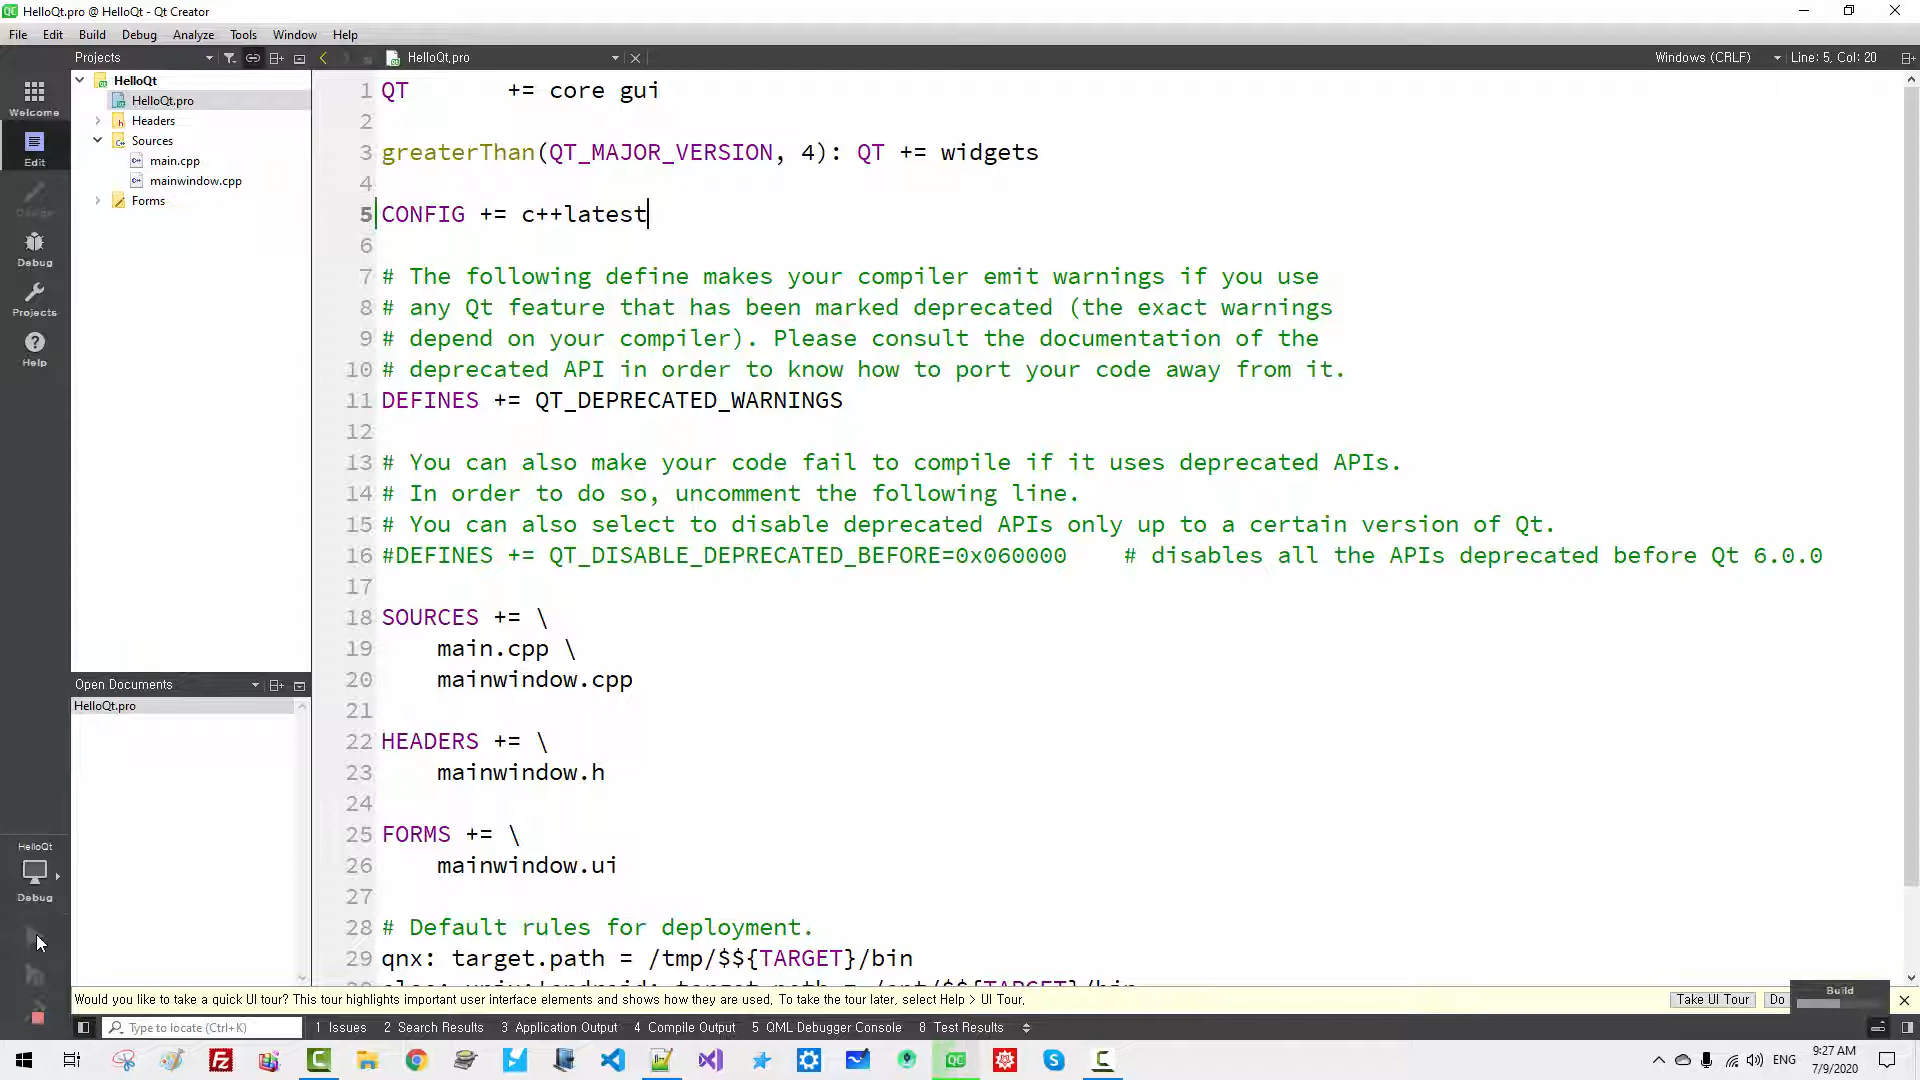 HelloQt.pro @ HelloQt - Qt Creator
File Edit Build Debug Analyze Tools Window Help
Projects
HelloQt.pro
Windows (CRLF)
Line: 5, Col: 20
Welcome
Edit
Design
Debug
Projects
Help
HelloQt
HelloQt.pro
Headers
Sources
main.cpp
mainwindow.cpp
Forms
Open Documents
HelloQt.pro
HelloQt
Debug
1 QT       += core gui
2
3 greaterThan(QT_MAJOR_VERSION, 4): QT += widgets
4
5 CONFIG += c++latest
6
7 # The following define makes your compiler emit warnings if you use
8 # any Qt feature that has been marked deprecated (the exact warnings
9 # depend on your compiler). Please consult the documentation of the
10 # deprecated API in order to know how to port your code away from it.
11 DEFINES += QT_DEPRECATED_WARNINGS
12
13 # You can also make your code fail to compile if it uses deprecated APIs.
14 # In order to do so, uncomment the following line.
15 # You can also select to disable deprecated APIs only up to a certain version of Qt.
16 #DEFINES += QT_DISABLE_DEPRECATED_BEFORE=0x060000    # disables all the APIs deprecated before Qt 6.0.0
17
18 SOURCES += \
19     main.cpp \
20     mainwindow.cpp
21
22 HEADERS += \
23     mainwindow.h
24
25 FORMS += \
26     mainwindow.ui
27
28 # Default rules for deployment.
29 qnx: target.path = /tmp/$${TARGET}/bin
Would you like to take a quick UI tour? This tour highlights important user interface elements and shows how they are used. To take the tour later, select Help > UI Tour.
Take UI Tour
Do
Build
Type to locate (Ctrl+K)
1 Issues 2 Search Results 3 Application Output 4 Compile Output 5 QML Debugger Console 8 Test Results
ENG
9:27 AM
7/9/2020